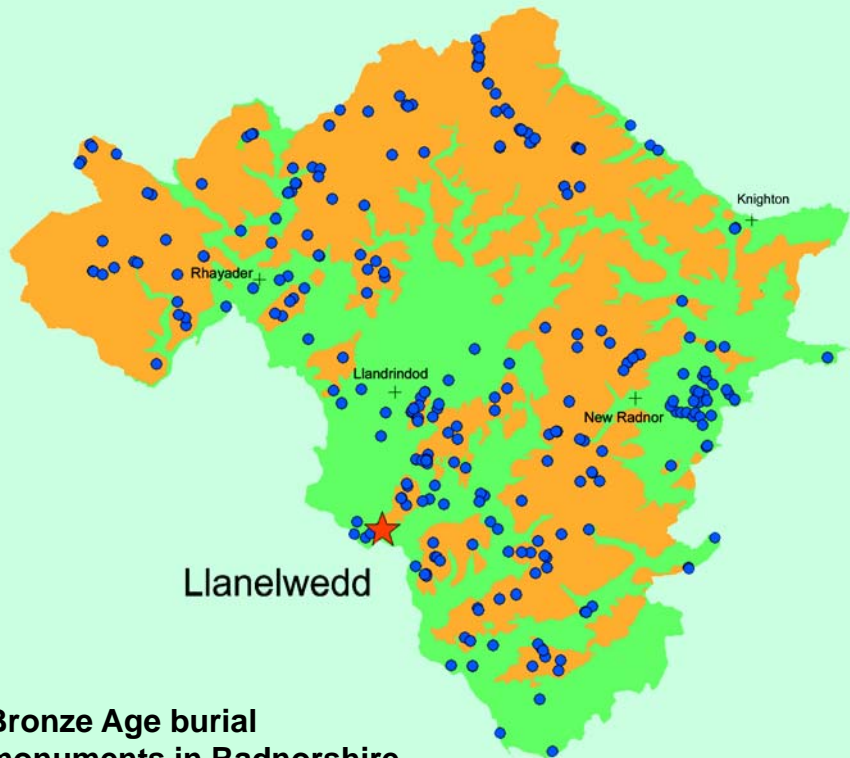 Knighton
Rhayader
Llandrindod
New Radnor
Llanelwedd
Bronze Age burial
monuments in Radnorshire